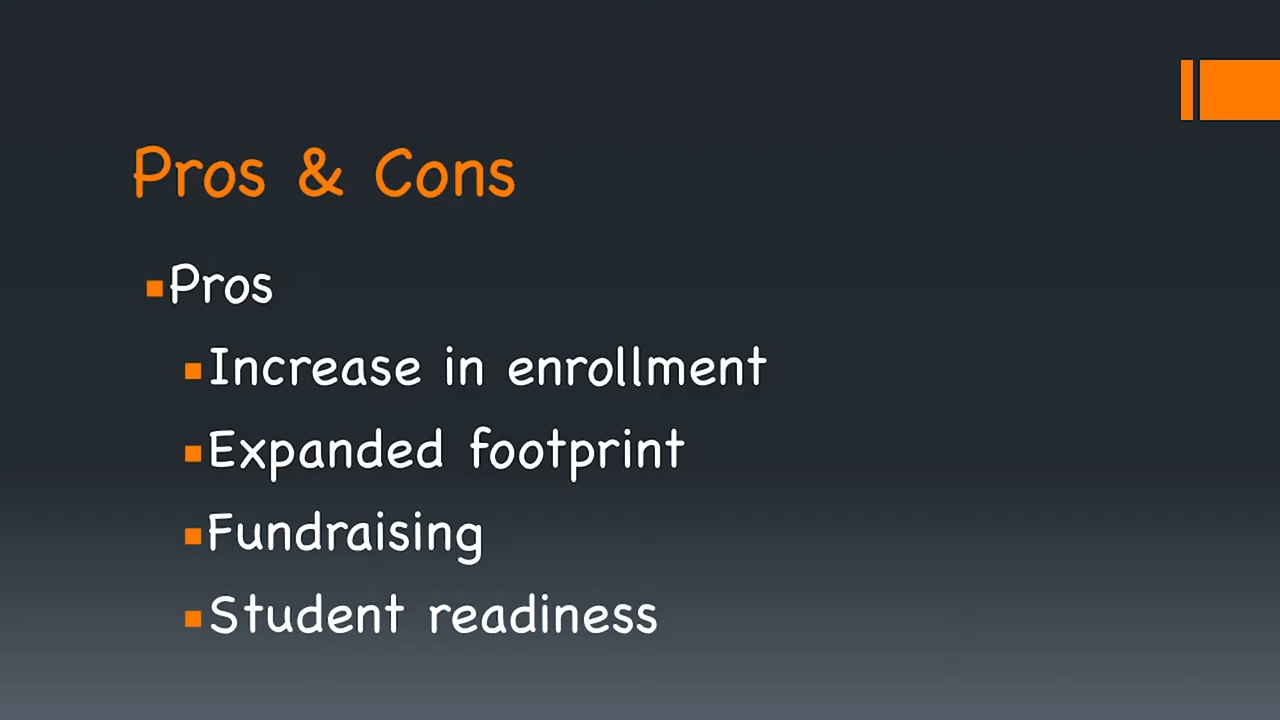 Pros & Cons
Pros
Increase in enrollment
Expanded footprint
Fundraising
Student readiness